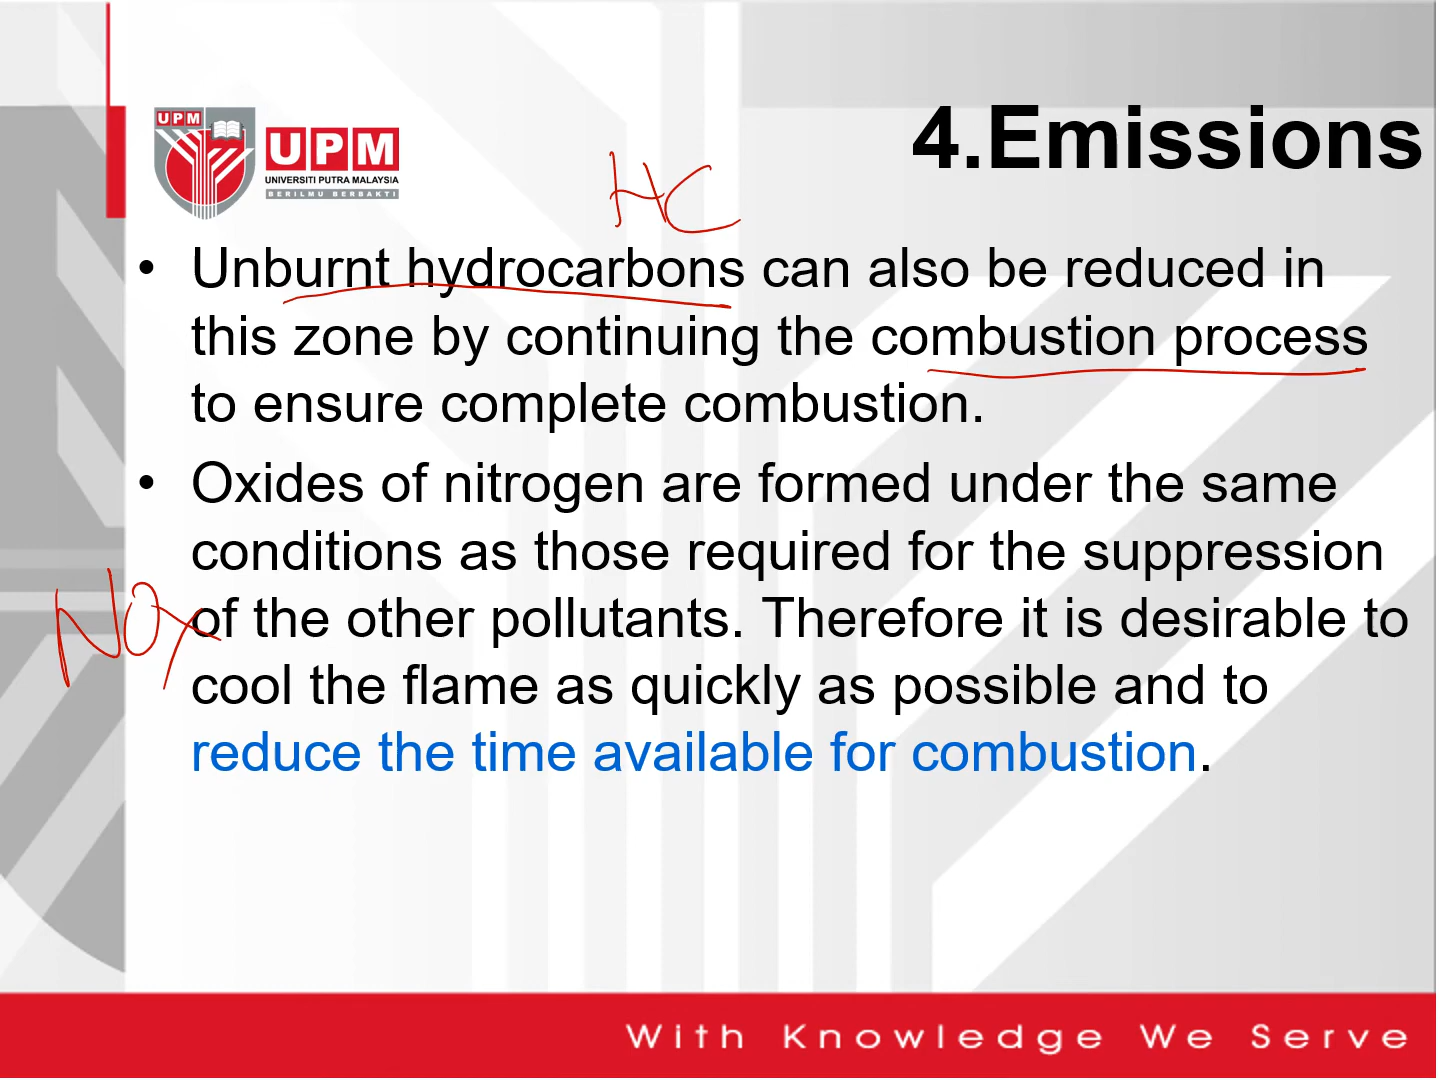 UPM
UPM
UNIVERSITI PUTRA MALAYSIA
BERILMU BERBAKTI
4.Emissions
HC
• Unburnt hydrocarbons can also be reduced in
this zone by continuing the combustion process
to ensure complete combustion.
• Oxides of nitrogen are formed under the same
conditions as those required for the suppression
NOx
of the other pollutants. Therefore it is desirable to
cool the flame as quickly as possible and to
reduce the time available for combustion.
With Knowledge We Serve